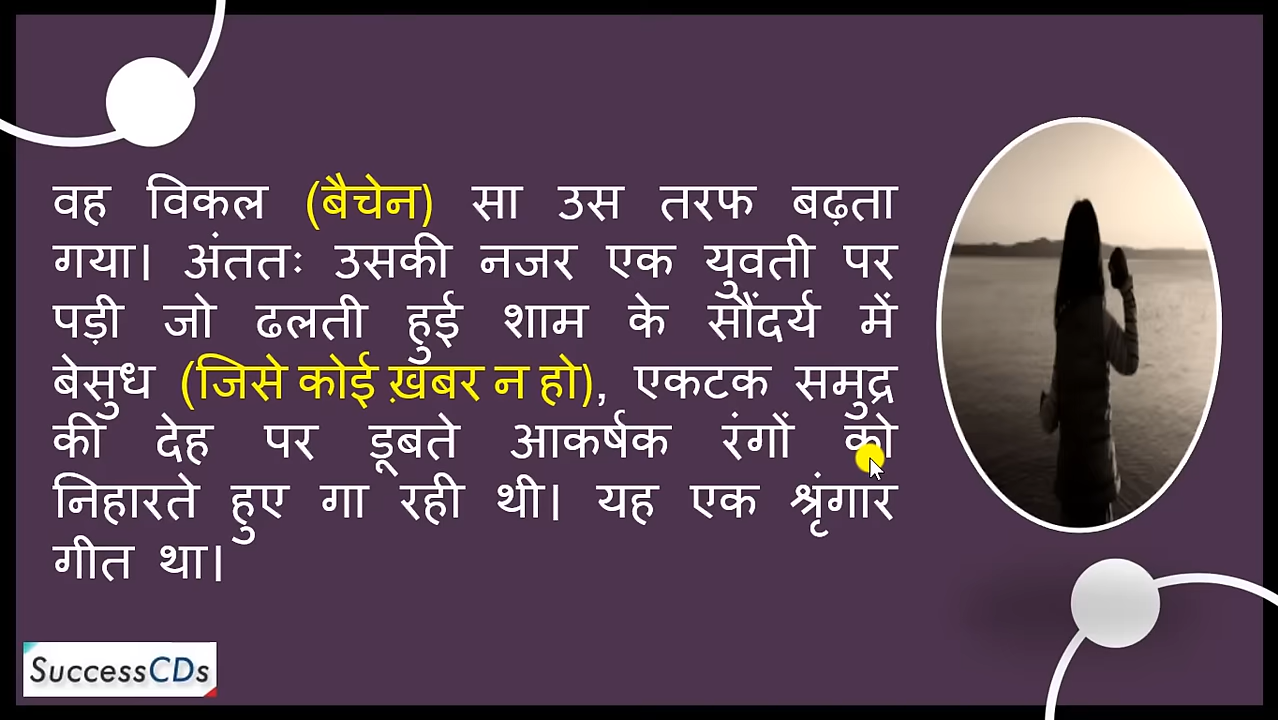 वह विकल (बैचेन) सा उस तरफ बढ़ता
गया। अंततः उसकी नजर एक युवती पर
पड़ी जो ढलती हुई शाम के सौंदर्य में
बेसुध (जिसे कोई ख़बर न हो), एकटक समुद्र
की देह पर डूबते आकर्षक रंगों को
निहारते हुए गा रही थी। यह एक श्रृंगार
गीत था।
SuccessCDs